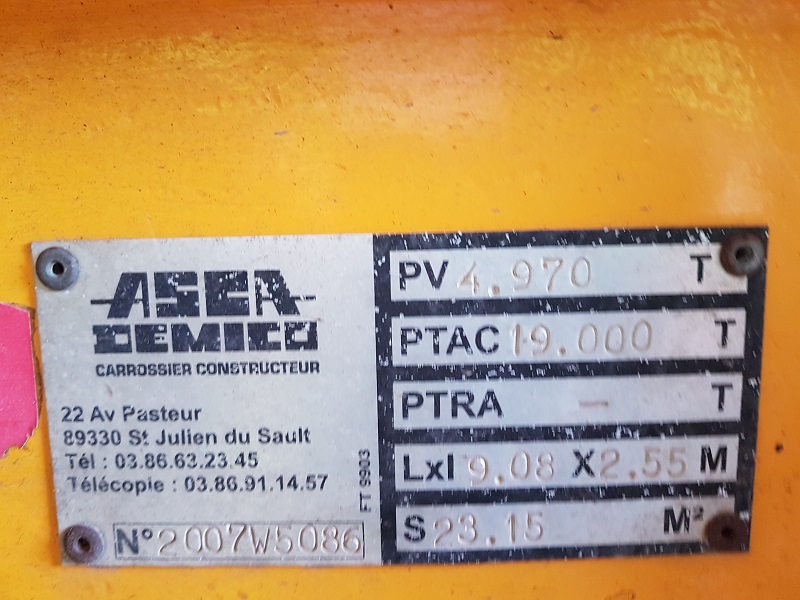 ASCA
DEMICO
CARROSSIER CONSTRUCTEUR
22 Av Pasteur
89330 St Julien du Sault
Tél : 03.86.63.23.45
Télécopie : 03.86.91.14.57
FT 9903
N° 2007W5086
PV 4.970 T
PTAC 19.000 T
PTRA - T
Lxl 9.08 X 2.55 M
S 23.15 M²